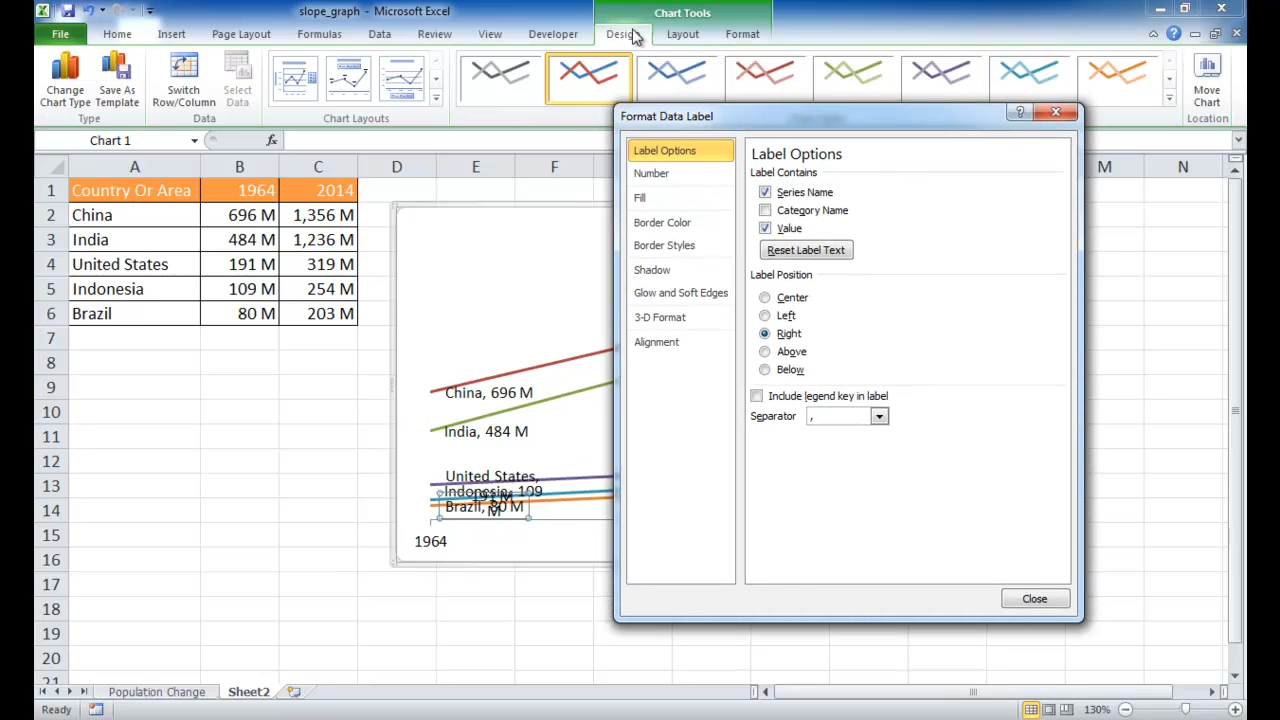 slope_graph - Microsoft Excel
Chart Tools
File Home Insert Page Layout Formulas Data Review View Developer Design Layout Format
Change Chart Type
Save As Template
Switch Row/Column
Select Data
Move Chart
Type Data Chart Layouts Location
Chart 1 fx
A B C D E F M N
1 Country Or Area 1964 2014
2 China 696 M 1,356 M
3 India 484 M 1,236 M
4 United States 191 M 319 M
5 Indonesia 109 M 254 M
6 Brazil 80 M 203 M
7
8
9
10
11
12
13
14
15
16
17
18
19
20
21
China, 696 M
India, 484 M
United States,
191 M
Indonesia, 109
M
Brazil, 80 M
1964
Format Data Label
Label Options
Number
Fill
Border Color
Border Styles
Shadow
Glow and Soft Edges
3-D Format
Alignment
Label Options
Label Contains
Series Name
Category Name
Value
Reset Label Text
Label Position
Center
Left
Right
Above
Below
Include legend key in label
Separator ,
Close
Population Change Sheet2
Ready 130%